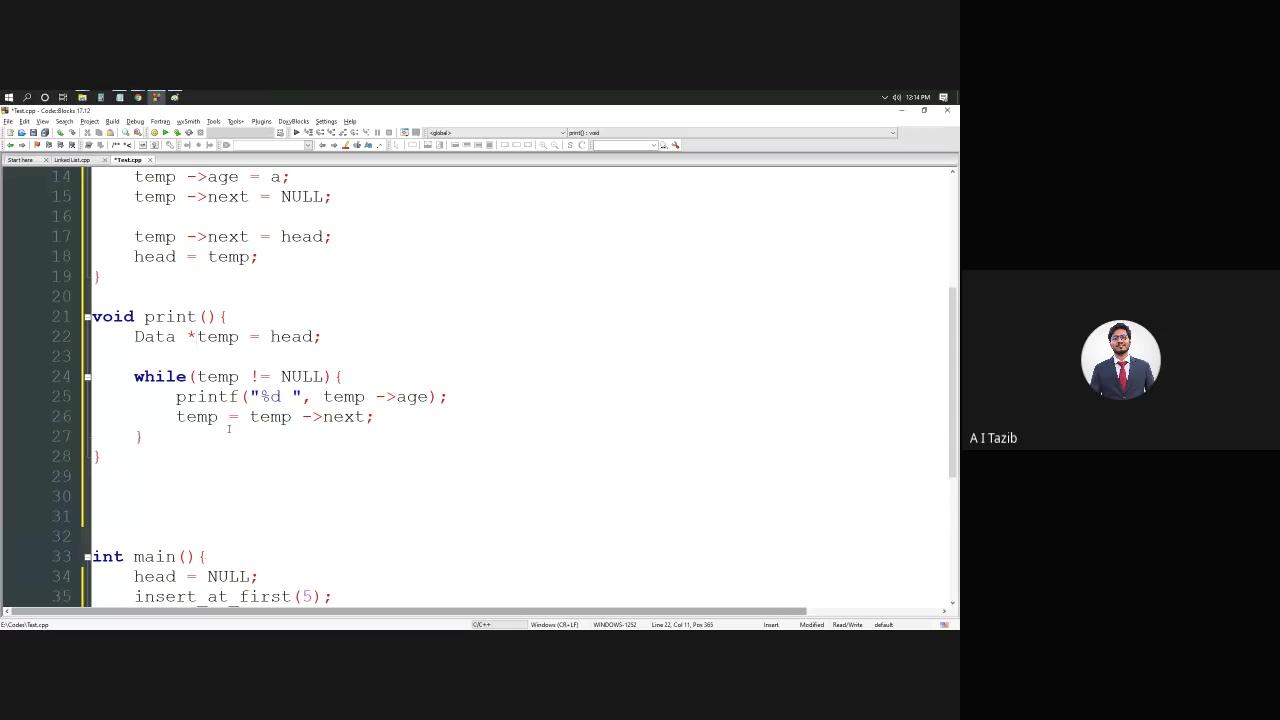 12:14 PM
*Test.cpp - Code::Blocks 17.12
File Edit View Search Project Build Debug Fortran wxSmith Tools Tools+ Plugins DoxyBlocks Settings Help
<global> print() : void
Start here Linked List.cpp *Test.cpp
14 temp ->age = a;
15 temp ->next = NULL;
16
17 temp ->next = head;
18 head = temp;
19 }
20
21 void print(){
22 Data *temp = head;
23
24 while(temp != NULL){
25 printf("%d ", temp ->age);
26 temp = temp ->next;
27 }
28 }
29
30
31
32
33 int main(){
34 head = NULL;
35 insert_at_first(5);
E:\Codes\Test.cpp C/C++ Windows (CR+LF) WINDOWS-1252 Line 22, Col 11, Pos 365 Insert Modified Read/Write default
A I Tazib